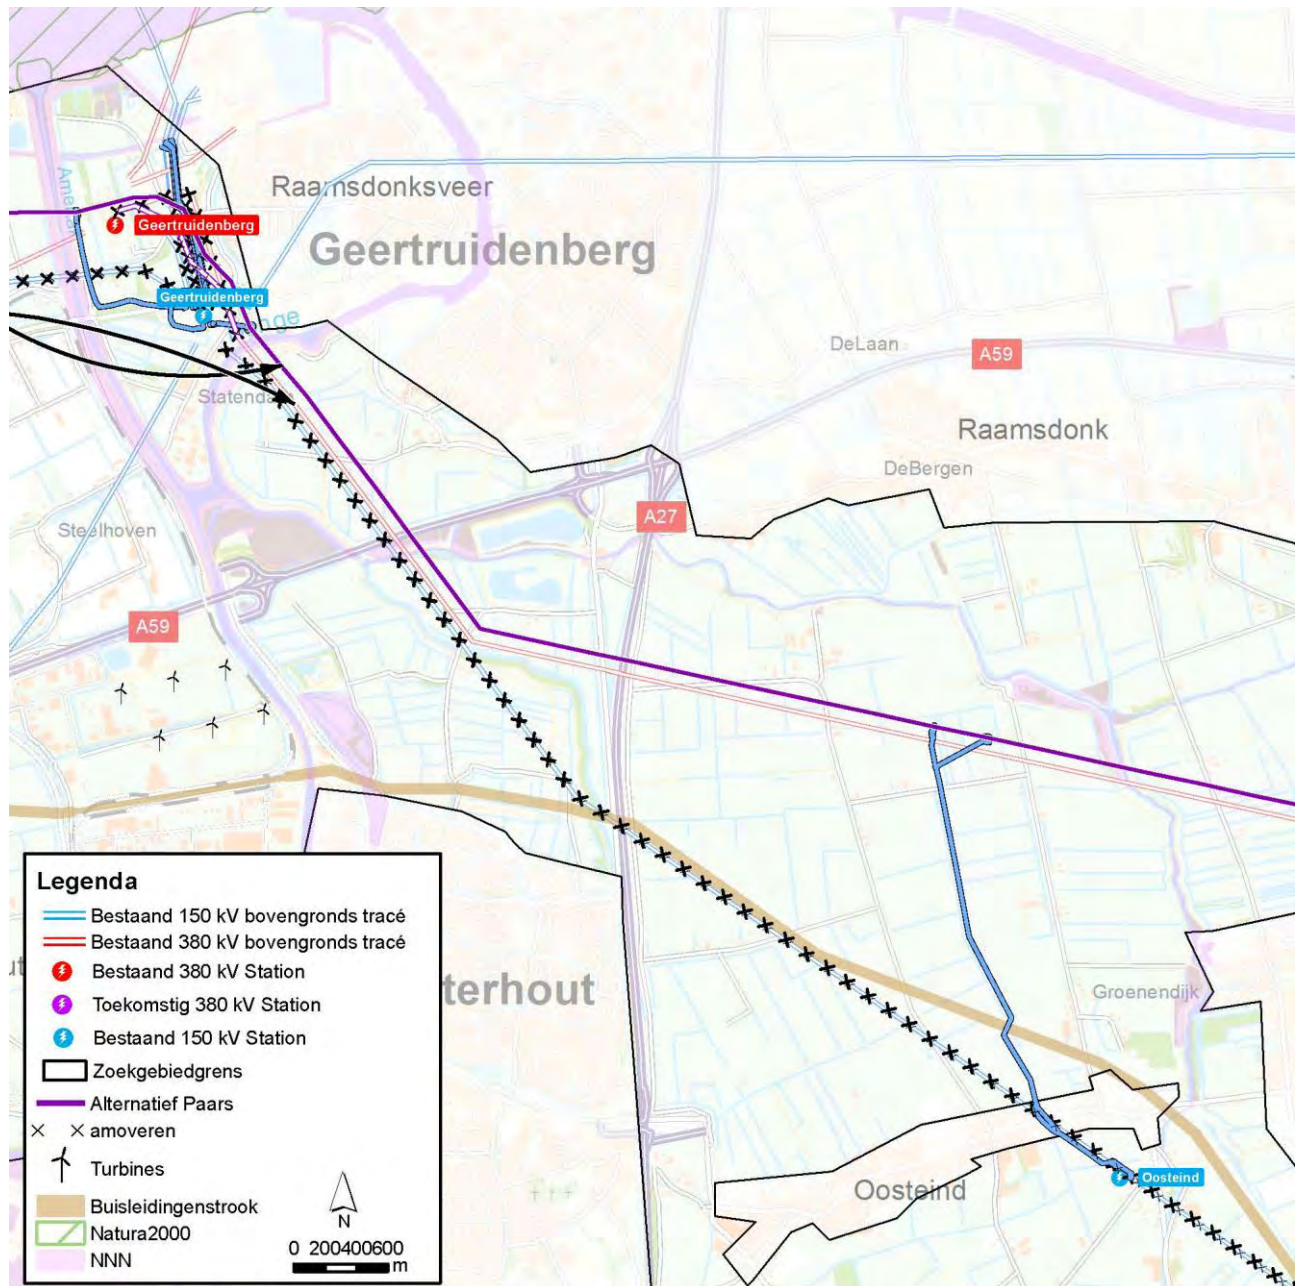 Raamsdonksveer
Geertruidenberg
Geertruidenberg
Geertruidenberg
DeLaan
A59
Statenda
Raamsdonk
DeBergen
A27
Steelhoven
A59
terhout
Groenendijk
Oosteind
Oosteind
Legenda
Bestaand 150 kV bovengronds tracé
Bestaand 380 kV bovengronds tracé
Bestaand 380 kV Station
Toekomstig 380 kV Station
Bestaand 150 kV Station
Zoekgebiedgrens
Alternatief Paars
amoveren
Turbines
Buisleidingenstrook
Natura2000
NNN
N
0 200400600
m